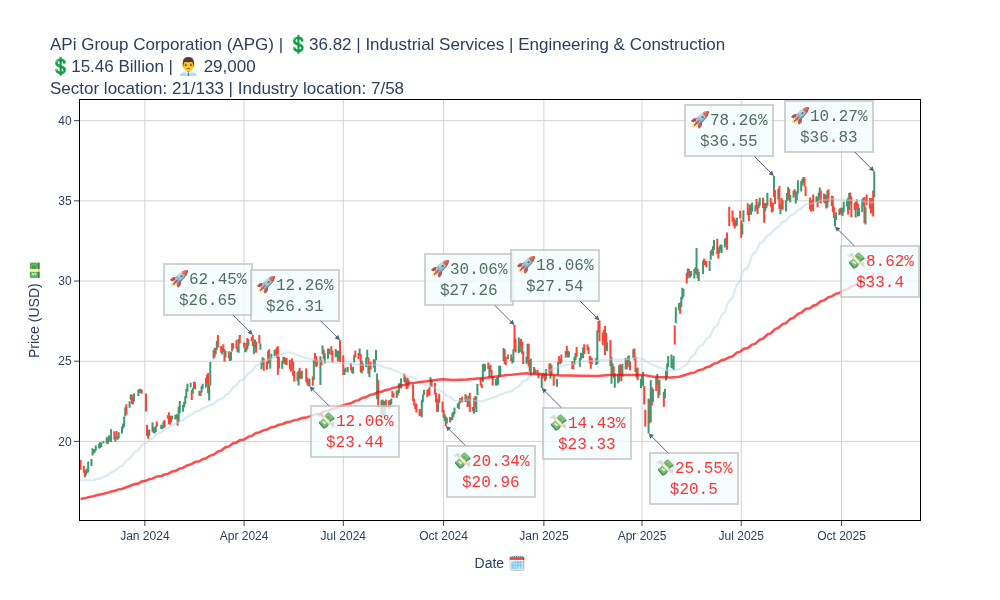 APi Group Corporation (APG) | 💲36.82 | Industrial Services | Engineering & Construction
💲15.46 Billion | 👨‍💼 29,000
Sector location: 21/133 | Industry location: 7/58
🚀78.26%
$36.55
🚀10.27%
$36.83
💸8.62%
$33.4
🚀62.45%
$26.65
🚀12.26%
$26.31
🚀30.06%
$27.26
🚀18.06%
$27.54
💸12.06%
$23.44
💸20.34%
$20.96
💸14.43%
$23.33
💸25.55%
$20.5
40
35
30
25
20
Price (USD) 💵
Jan 2024
Apr 2024
Jul 2024
Oct 2024
Jan 2025
Apr 2025
Jul 2025
Oct 2025
Date 🗓️